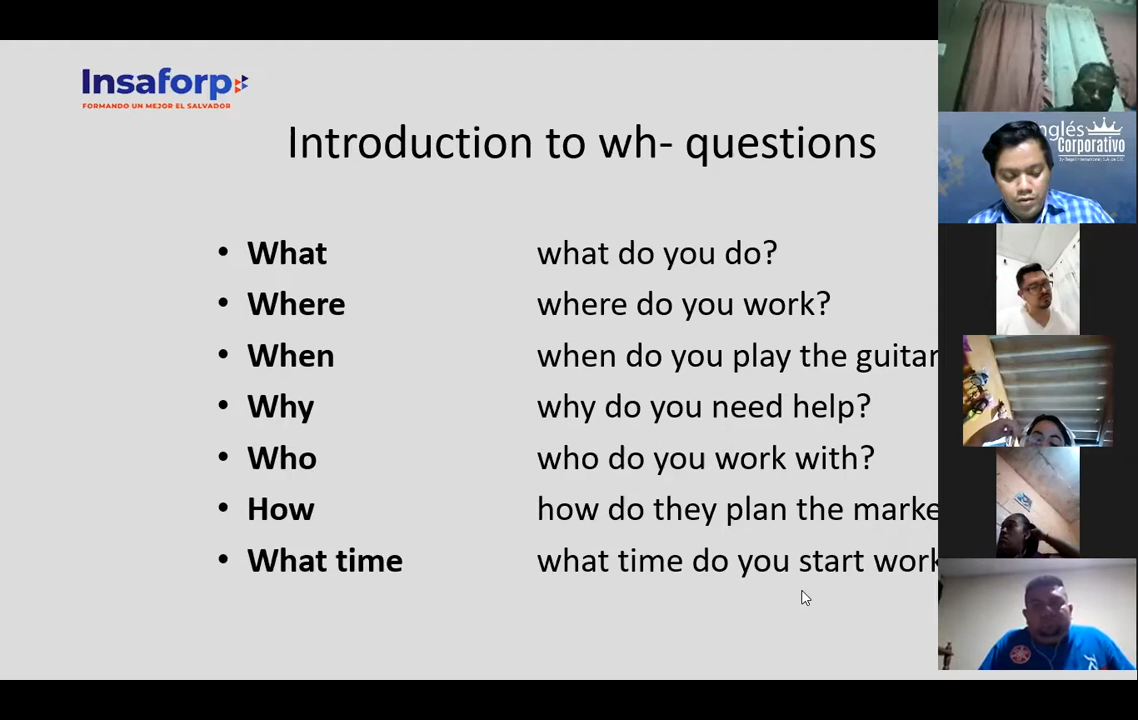 Insaforp
FORMANDO UN MEJOR EL SALVADOR
Introduction to wh- questions
• What what do you do?
• Where where do you work?
• When when do you play the guitar
• Why why do you need help?
• Who who do you work with?
• How how do they plan the marke
• What time what time do you start work
nglés
Corporativo